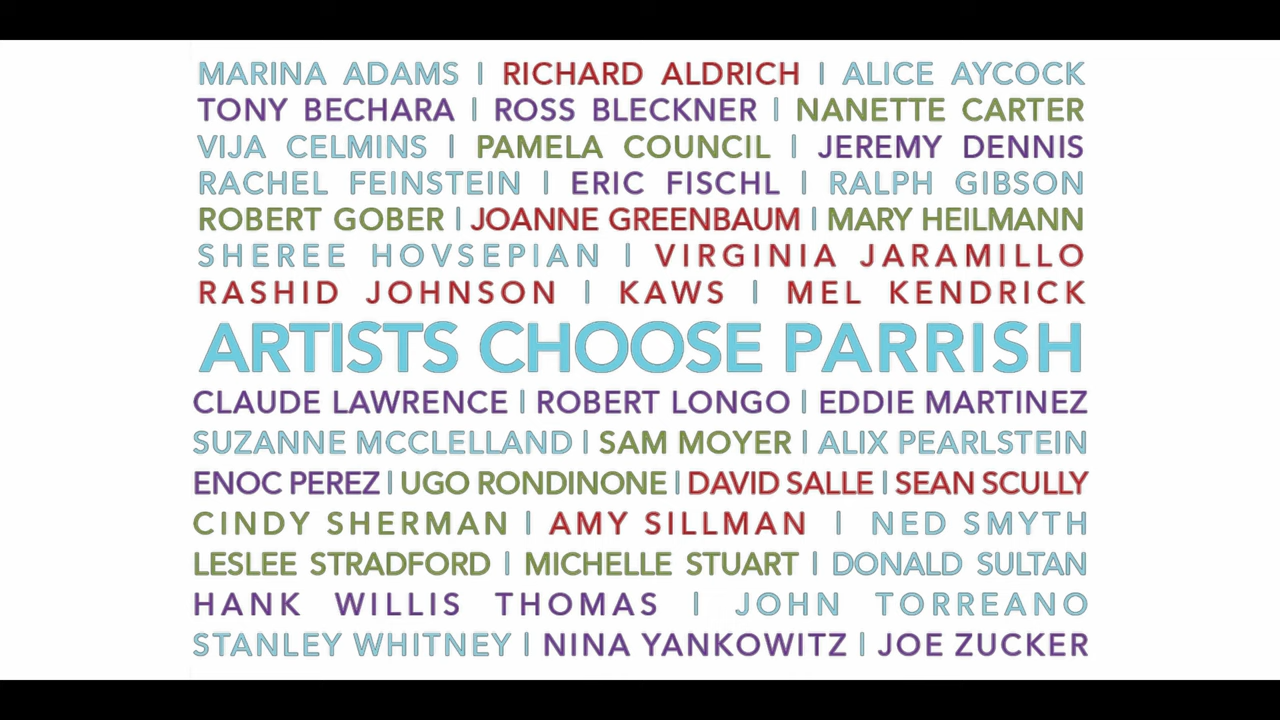 MARINA ADAMS | RICHARD ALDRICH | ALICE AYCOCK
TONY BECHARA | ROSS BLECKNER | NANETTE CARTER
VIJA CELMINS | PAMELA COUNCIL | JEREMY DENNIS
RACHEL FEINSTEIN | ERIC FISCHL | RALPH GIBSON
ROBERT GOBER | JOANNE GREENBAUM | MARY HEILMANN
SHEREE HOVSEPIAN | VIRGINIA JARAMILLO
RASHID JOHNSON | KAWS | MEL KENDRICK
ARTISTS CHOOSE PARRISH
CLAUDE LAWRENCE | ROBERT LONGO | EDDIE MARTINEZ
SUZANNE MCCLELLAND | SAM MOYER | ALIX PEARLSTEIN
ENOC PEREZ | UGO RONDINONE | DAVID SALLE | SEAN SCULLY
CINDY SHERMAN | AMY SILLMAN | NED SMYTH
LESLEE STRADFORD | MICHELLE STUART | DONALD SULTAN
HANK WILLIS THOMAS | JOHN TORREANO
STANLEY WHITNEY | NINA YANKOWITZ | JOE ZUCKER